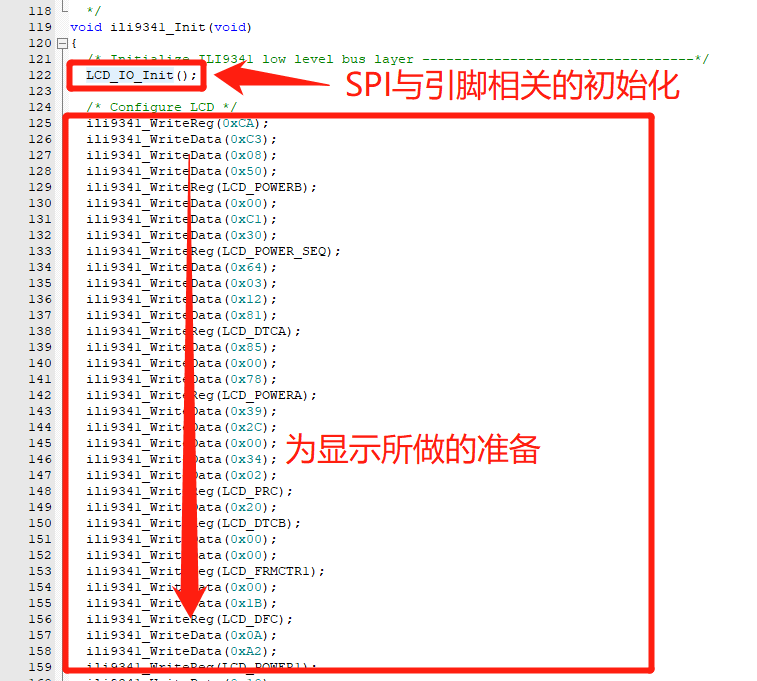 118 */
119 void ili9341_Init(void)
120 {
121 /* Initialize ILI9341 low level bus layer ----------------------------------*/
122 LCD_IO_Init();
SPI与引脚相关的初始化
123
124 /* Configure LCD */
125 ili9341_WriteReg(0xCA);
126 ili9341_WriteData(0xC3);
127 ili9341_WriteData(0x08);
128 ili9341_WriteData(0x50);
129 ili9341_WriteReg(LCD_POWERB);
130 ili9341_WriteData(0x00);
131 ili9341_WriteData(0xC1);
132 ili9341_WriteData(0x30);
133 ili9341_WriteReg(LCD_POWER_SEQ);
134 ili9341_WriteData(0x64);
135 ili9341_WriteData(0x03);
136 ili9341_WriteData(0x12);
137 ili9341_WriteData(0x81);
138 ili9341_WriteReg(LCD_DTCA);
139 ili9341_WriteData(0x85);
140 ili9341_WriteData(0x00);
141 ili9341_WriteData(0x78);
142 ili9341_WriteReg(LCD_POWERA);
143 ili9341_WriteData(0x39);
144 ili9341_WriteData(0x2C);
145 ili9341_WriteData(0x00);
为显示所做的准备
146 ili9341_WriteData(0x34);
147 ili9341_WriteData(0x02);
148 ili9341_WriteReg(LCD_PRC);
149 ili9341_WriteData(0x20);
150 ili9341_WriteReg(LCD_DTCB);
151 ili9341_WriteData(0x00);
152 ili9341_WriteData(0x00);
153 ili9341_WriteReg(LCD_FRMCTR1);
154 ili9341_WriteData(0x00);
155 ili9341_WriteData(0x1B);
156 ili9341_WriteReg(LCD_DFC);
157 ili9341_WriteData(0x0A);
158 ili9341_WriteData(0xA2);
159 ili9341_WriteReg(LCD_POWER1);